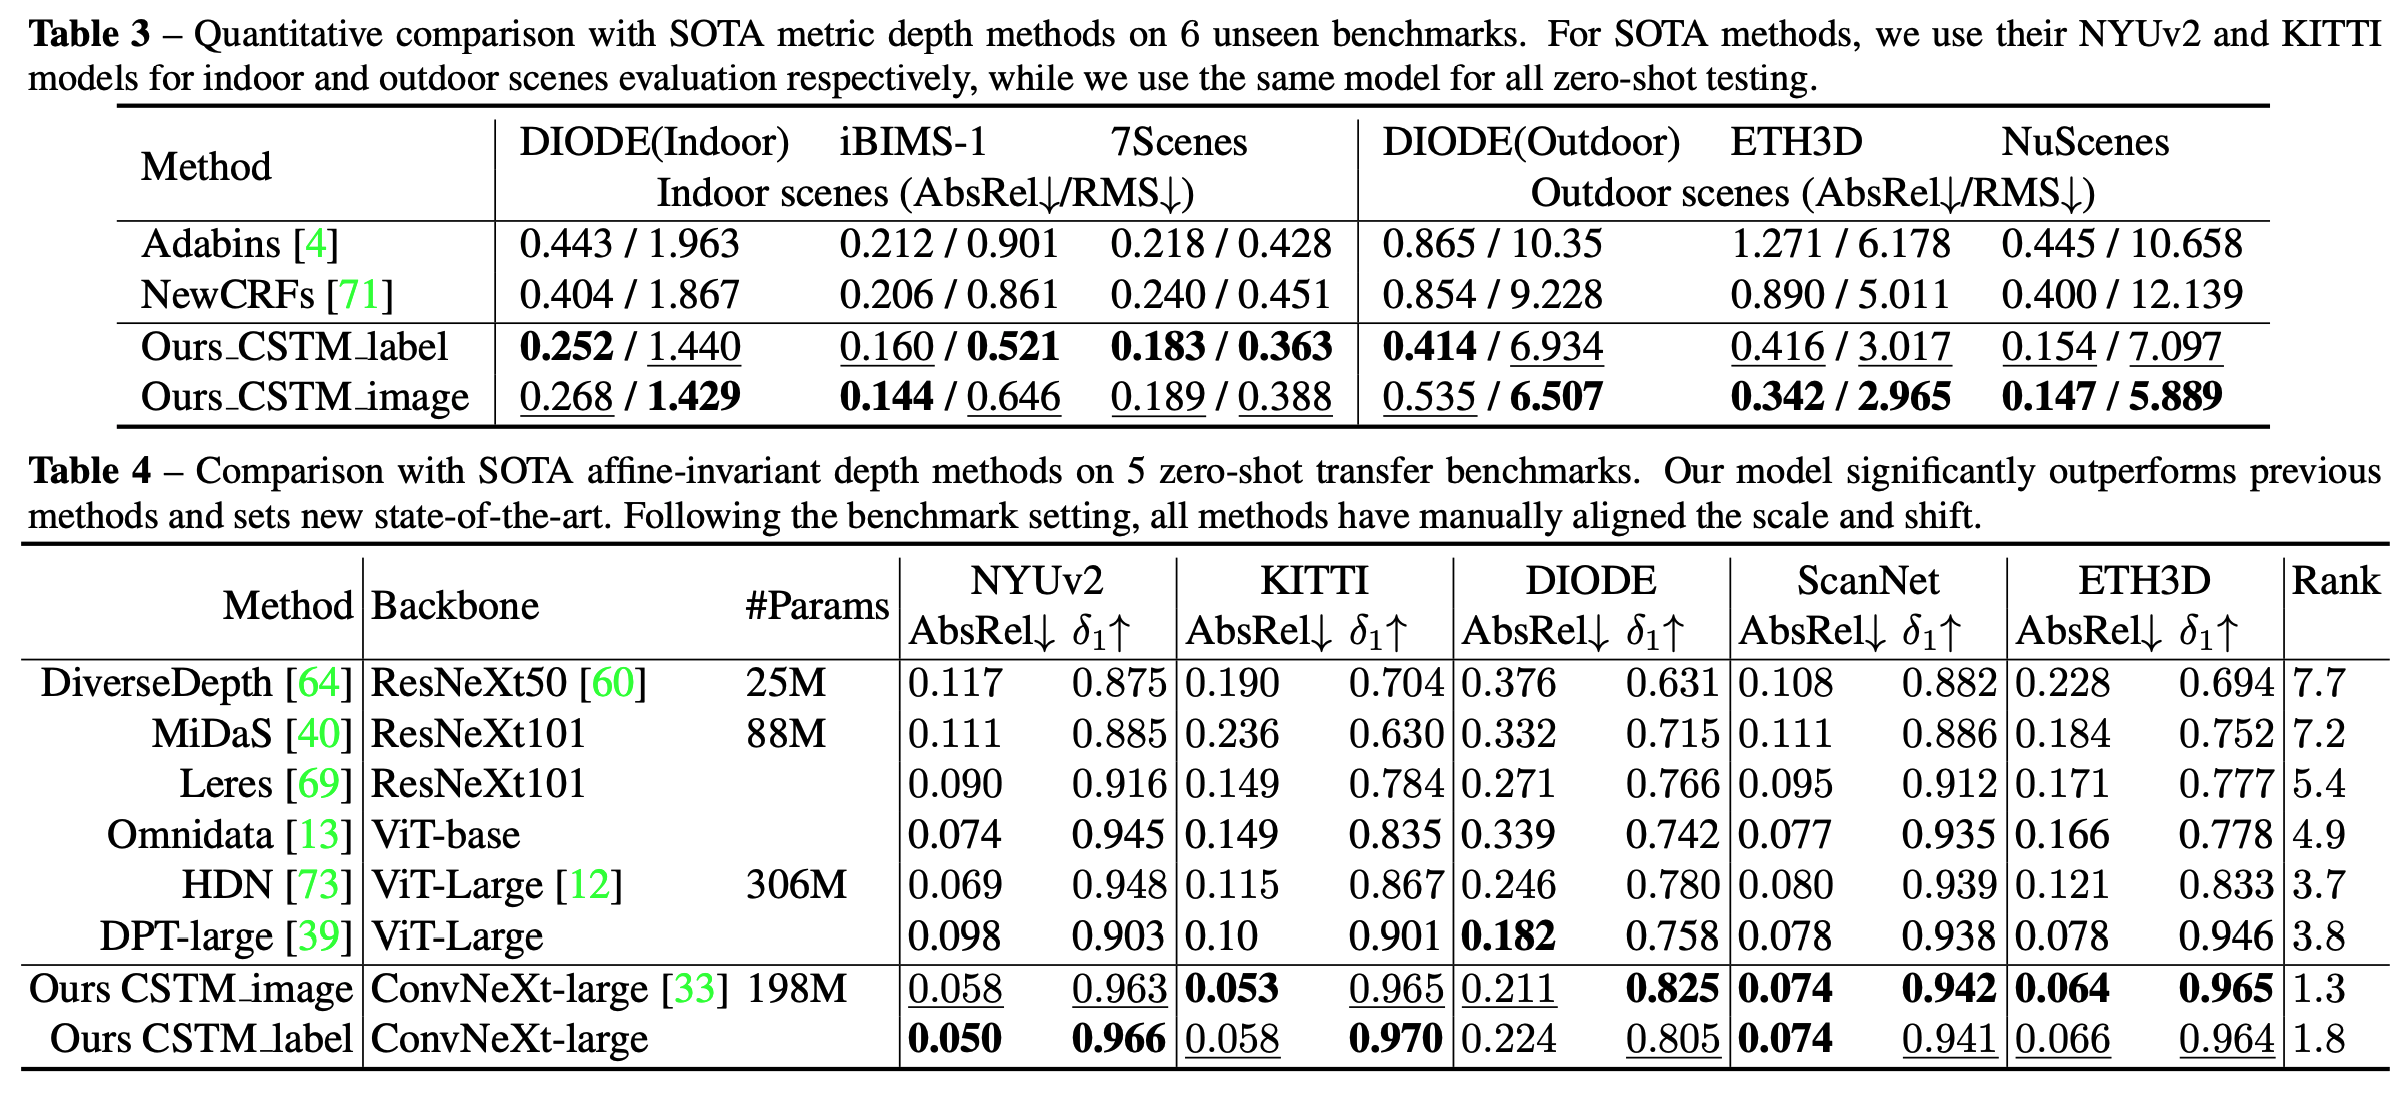 Table 3 – Quantitative comparison with SOTA metric depth methods on 6 unseen benchmarks. For SOTA methods, we use their NYUv2 and KITTI
models for indoor and outdoor scenes evaluation respectively, while we use the same model for all zero-shot testing.
Method DIODE(Indoor) iBIMS-1 7Scenes DIODE(Outdoor) ETH3D NuScenes
Indoor scenes (AbsRel↓/RMS↓) Outdoor scenes (AbsRel↓/RMS↓)
Adabins [4] 0.443 / 1.963 0.212 / 0.901 0.218 / 0.428 0.865 / 10.35 1.271 / 6.178 0.445 / 10.658
NewCRFs [71] 0.404 / 1.867 0.206 / 0.861 0.240 / 0.451 0.854 / 9.228 0.890 / 5.011 0.400 / 12.139
Ours_CSTM_label 0.252 / 1.440 0.160 / 0.521 0.183 / 0.363 0.414 / 6.934 0.416 / 3.017 0.154 / 7.097
Ours_CSTM_image 0.268 / 1.429 0.144 / 0.646 0.189 / 0.388 0.535 / 6.507 0.342 / 2.965 0.147 / 5.889
Table 4 – Comparison with SOTA affine-invariant depth methods on 5 zero-shot transfer benchmarks. Our model significantly outperforms previous
methods and sets new state-of-the-art. Following the benchmark setting, all methods have manually aligned the scale and shift.
Method Backbone #Params NYUv2 KITTI DIODE ScanNet ETH3D Rank
AbsRel↓ δ₁↑ AbsRel↓ δ₁↑ AbsRel↓ δ₁↑ AbsRel↓ δ₁↑ AbsRel↓ δ₁↑
DiverseDepth [64] ResNeXt50 [60] 25M 0.117 0.875 0.190 0.704 0.376 0.631 0.108 0.882 0.228 0.694 7.7
MiDaS [40] ResNeXt101 88M 0.111 0.885 0.236 0.630 0.332 0.715 0.111 0.886 0.184 0.752 7.2
Leres [69] ResNeXt101 0.090 0.916 0.149 0.784 0.271 0.766 0.095 0.912 0.171 0.777 5.4
Omnidata [13] ViT-base 0.074 0.945 0.149 0.835 0.339 0.742 0.077 0.935 0.166 0.778 4.9
HDN [73] ViT-Large [12] 306M 0.069 0.948 0.115 0.867 0.246 0.780 0.080 0.939 0.121 0.833 3.7
DPT-large [39] ViT-Large 0.098 0.903 0.10 0.901 0.182 0.758 0.078 0.938 0.078 0.946 3.8
Ours CSTM_image ConvNeXt-large [33] 198M 0.058 0.963 0.053 0.965 0.211 0.825 0.074 0.942 0.064 0.965 1.3
Ours CSTM_label ConvNeXt-large 0.050 0.966 0.058 0.970 0.224 0.805 0.074 0.941 0.066 0.964 1.8